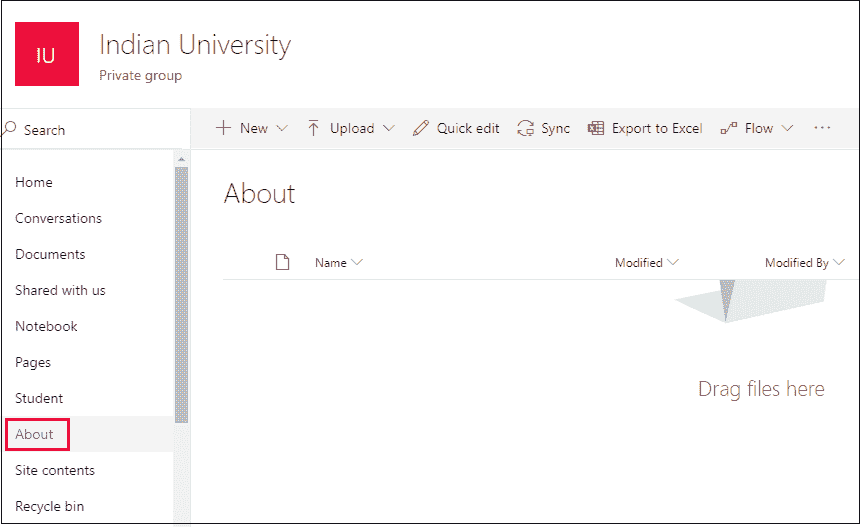 IU
Indian University
Private group
Search
New Upload Quick edit Sync Export to Excel Flow ...
Home
Conversations
Documents
Shared with us
Notebook
Pages
Student
About
Site contents
Recycle bin
About
Name Modified Modified By
Drag files here